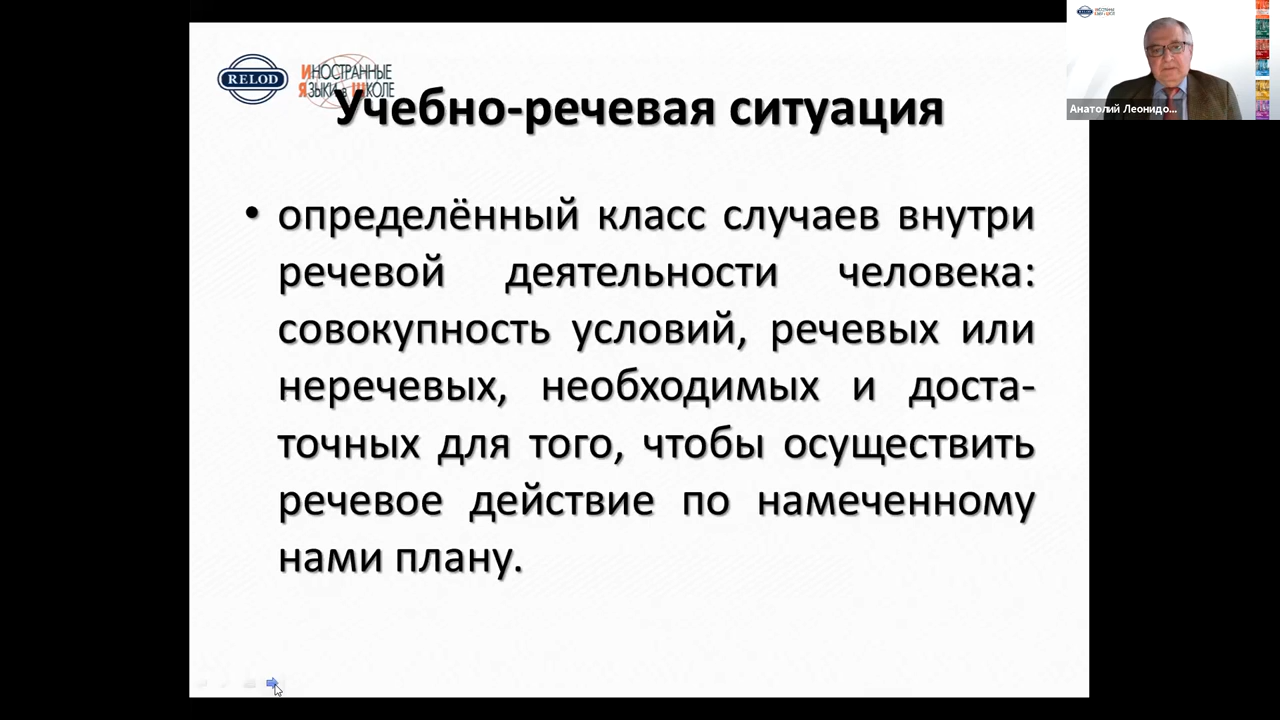 RELOD
ИНОСТРАННЫЕ
ЯЗЫКИ в ШКОЛЕ
Учебно-речевая ситуация
• определённый класс случаев внутри
речевой деятельности человека:
совокупность условий, речевых или
неречевых, необходимых и доста-
точных для того, чтобы осуществить
речевое действие по намеченному
нами плану.
Анатолий Леонидо...